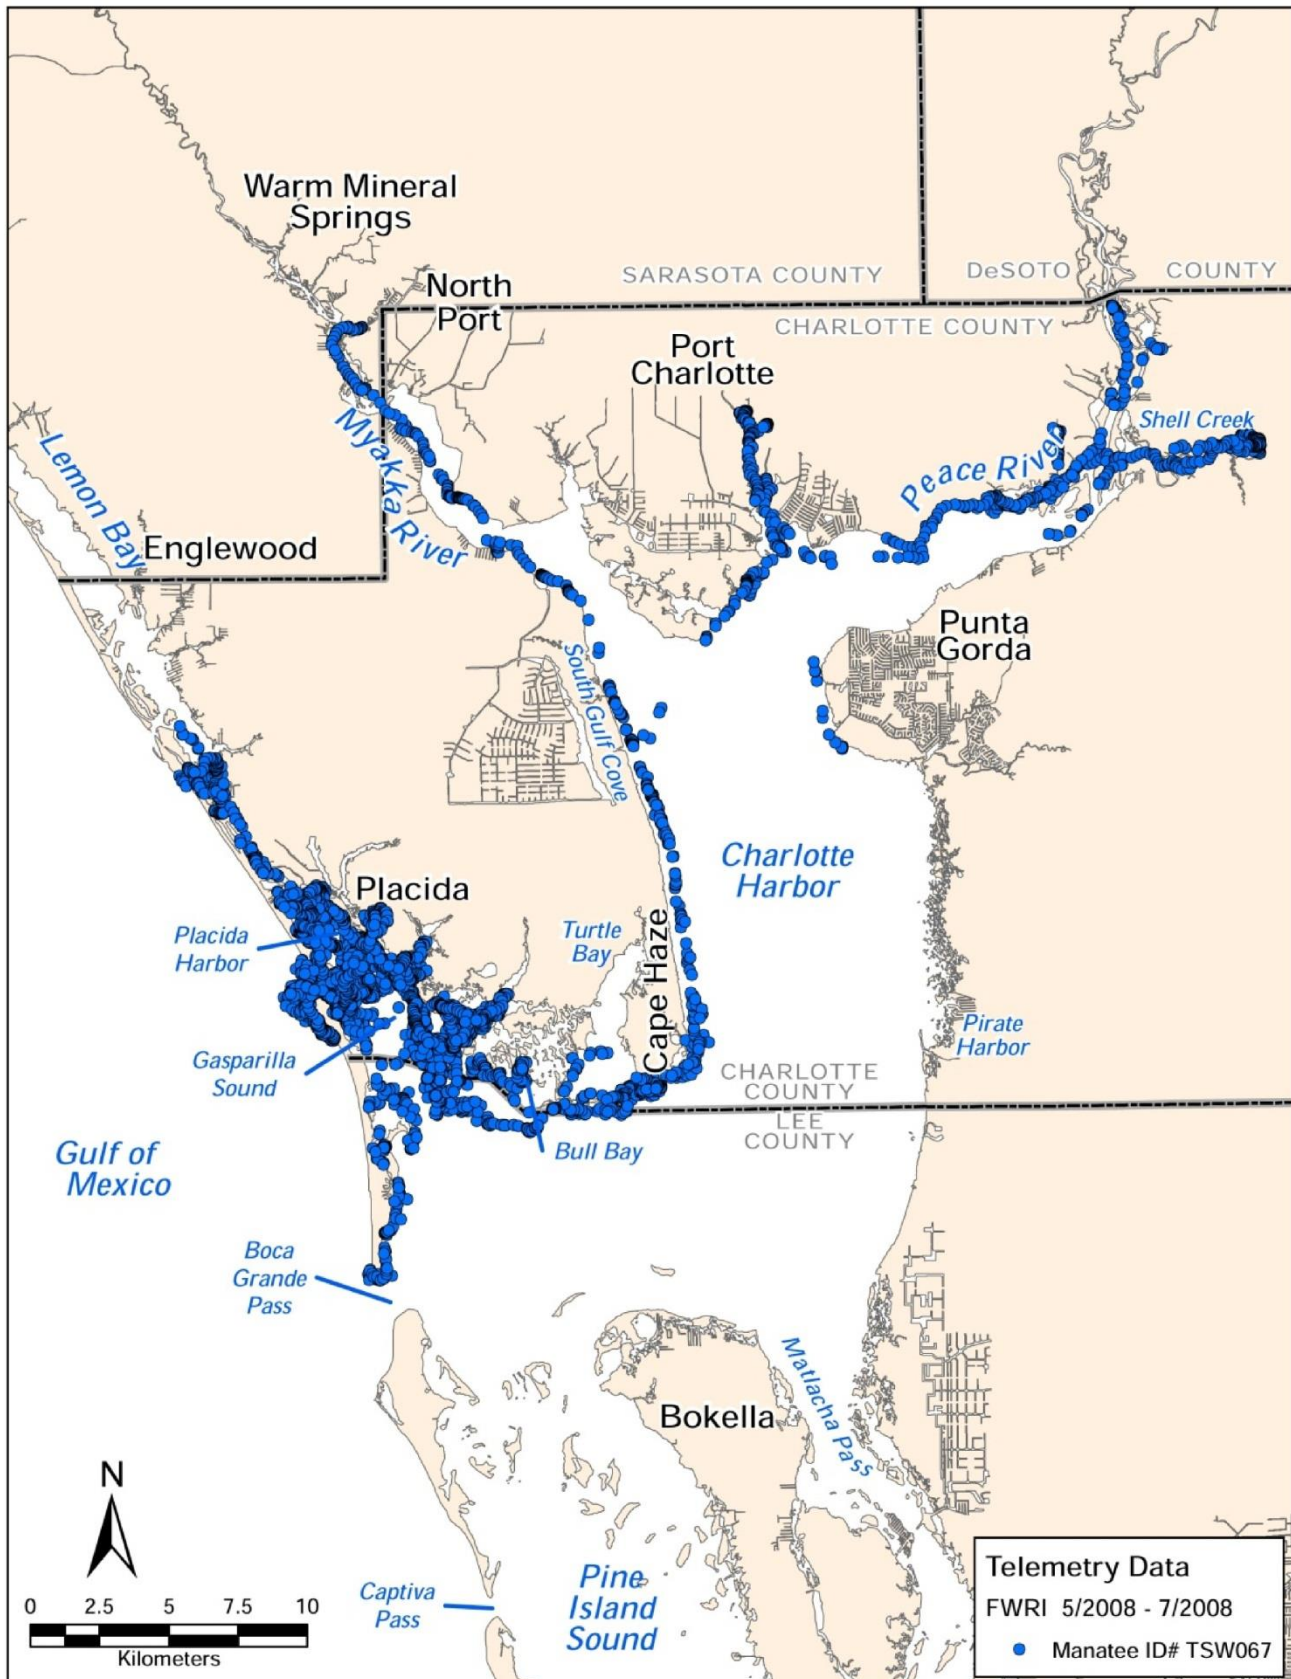 Warm Mineral
Springs
North
Port
SARASOTA COUNTY
DeSOTO
COUNTY
CHARLOTTE COUNTY
Port
Charlotte
Shell Creek
Lemon Bay
Myakka River
Peace River
Englewood
Punta
Gorda
South Gulf Cove
Charlotte
Harbor
Placida
Placida
Harbor
Turtle
Bay
Cape Haze
Pirate
Harbor
Gasparilla
Sound
CHARLOTTE
COUNTY
LEE
COUNTY
Bull Bay
Gulf of
Mexico
Boca
Grande
Pass
Matlacha Pass
Bokella
N
0 2.5 5 7.5 10
Kilometers
Captiva
Pass
Pine
Island
Sound
Telemetry Data
FWRI 5/2008 - 7/2008
Manatee ID# TSW067